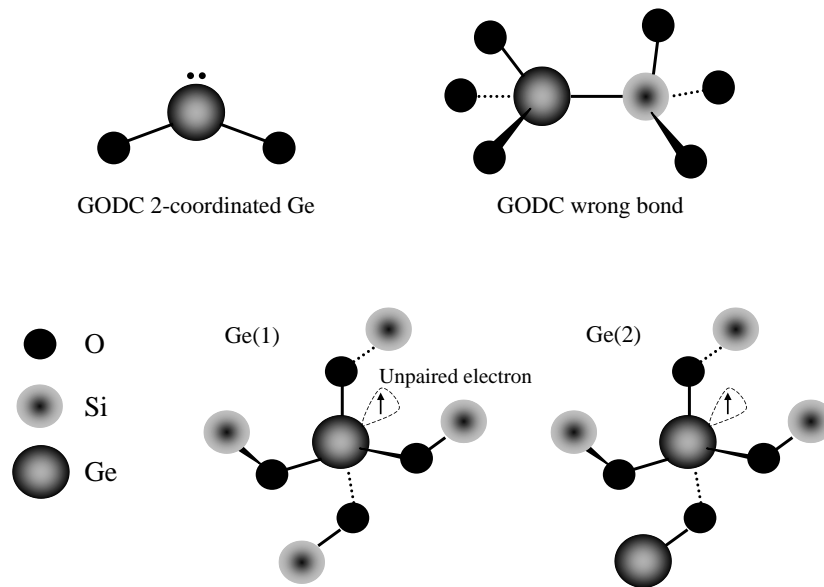 GODC 2-coordinated Ge
GODC wrong bond
O
Si
Ge
Ge(1)
Unpaired electron
Ge(2)